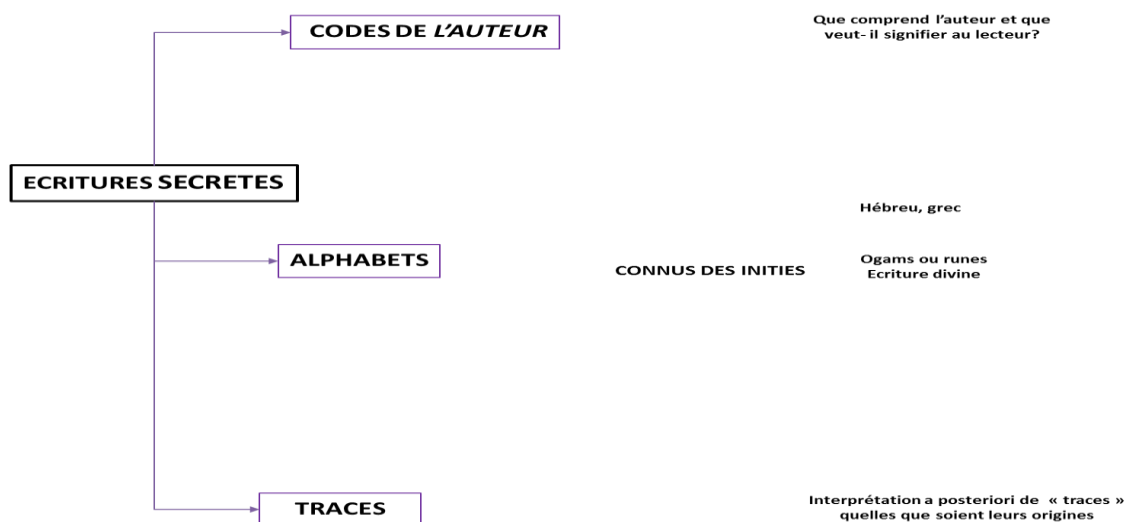 CODES DE L'AUTEUR
Que comprend l'auteur et que
veut- il signifier au lecteur?
ECRITURES SECRETES
Hébreu, grec
ALPHABETS
CONNUS DES INITIES
Ogams ou runes
Ecriture divine
TRACES
Interprétation a posteriori de « traces »
quelles que soient leurs origines